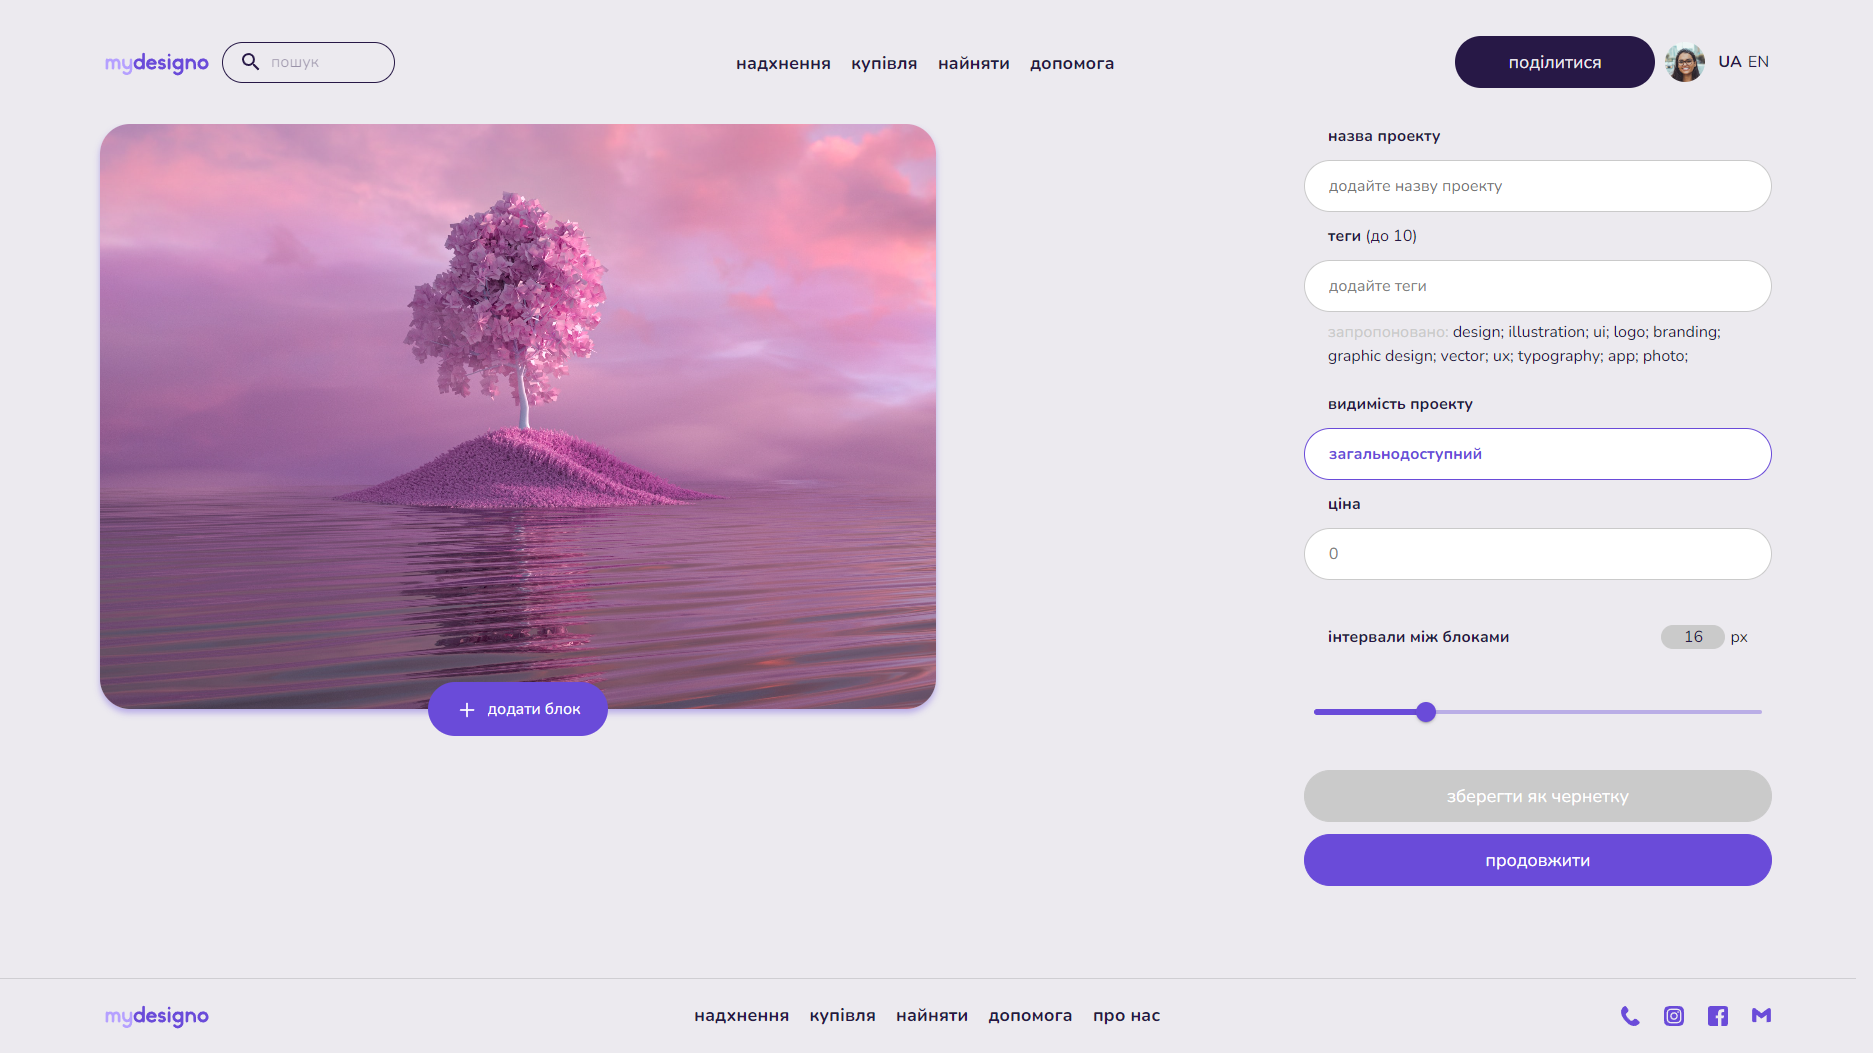 mydesigno
пошук
надхнення купівля найняти допомога
поділитися
UA EN
назва проекту
додайте назву проекту
теги (до 10)
додайте теги
запропоновано: design; illustration; ui; logo; branding;
graphic design; vector; ux; typography; app; photo;
видимість проекту
загальнодоступний
ціна
0
інтервали між блоками 16 px
додати блок
зберегти як чернетку
продовжити
mydesigno
надхнення купівля найняти допомога про нас